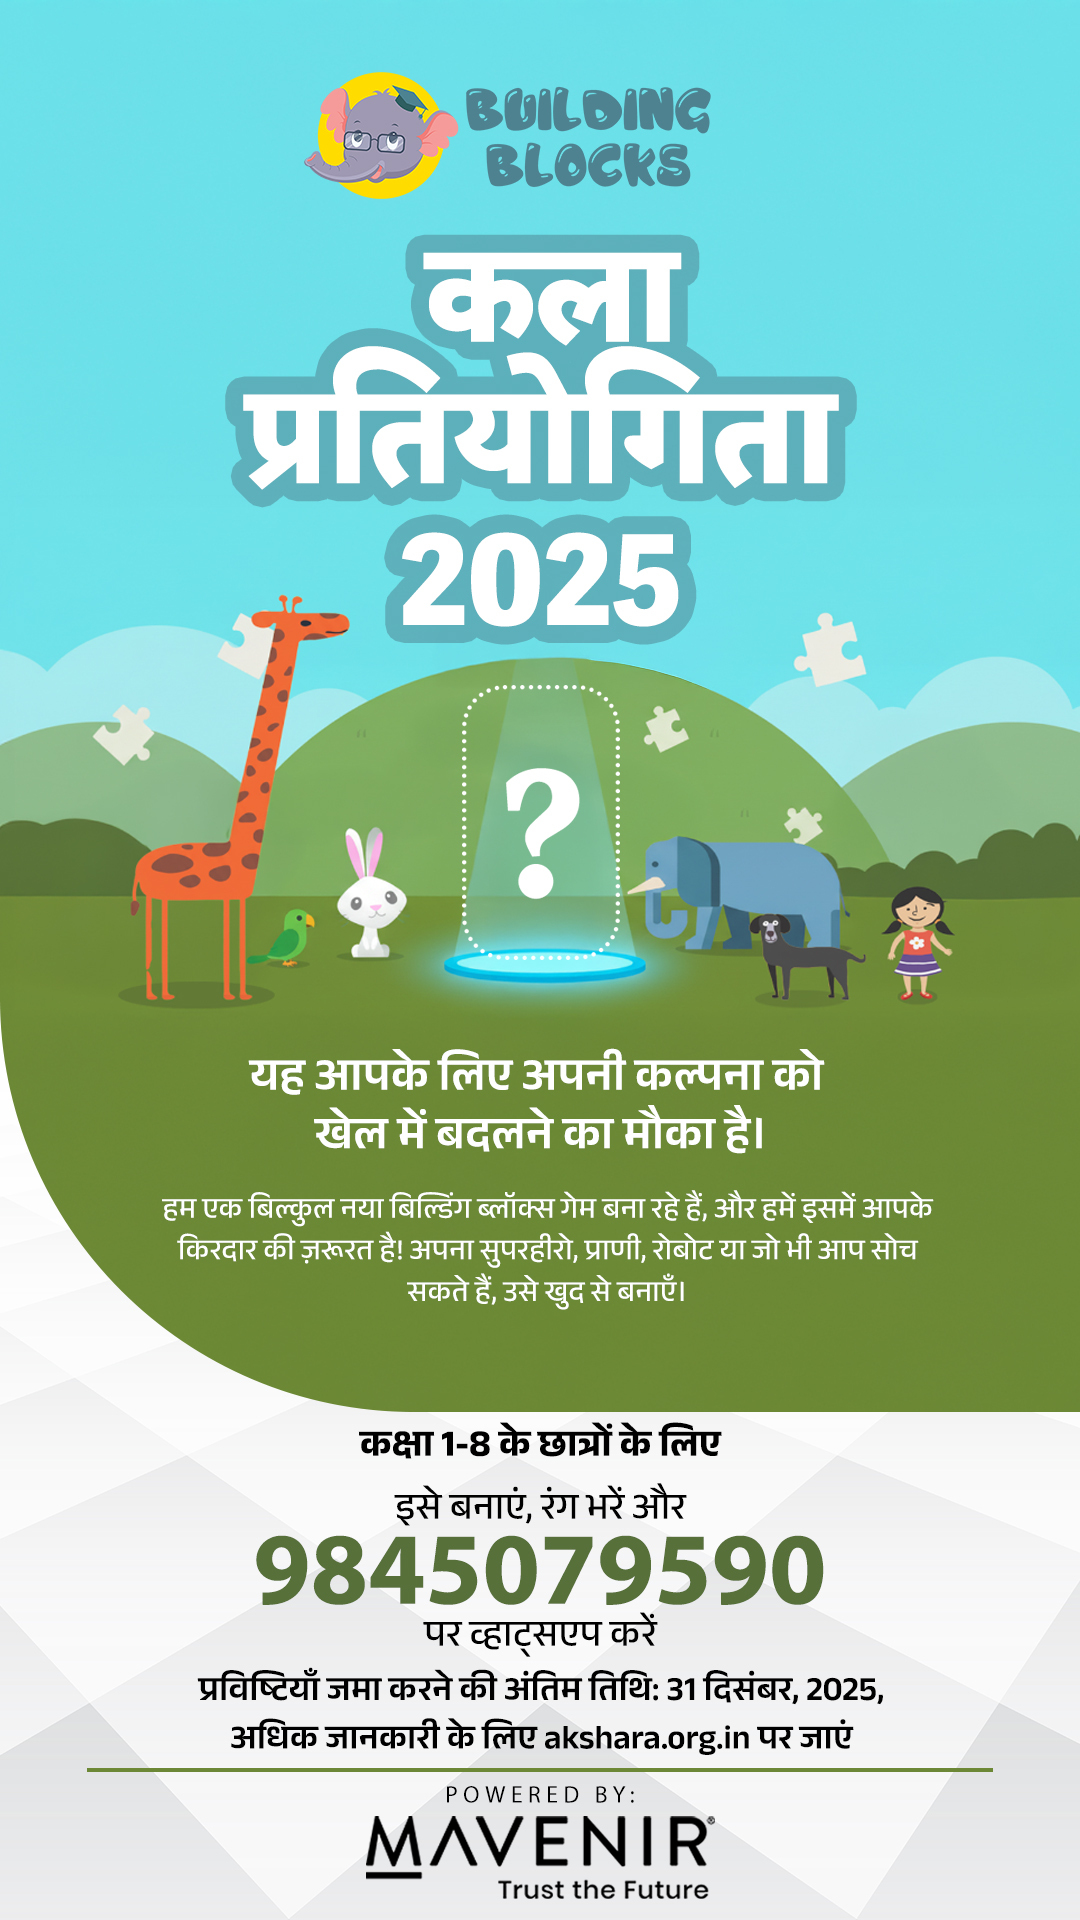 BUILDING
BLOCKS
कला
प्रतियोगिता
2025
?
यह आपके लिए अपनी कल्पना को
खेल में बदलने का मौका है।
हम एक बिल्कुल नया बिल्डिंग ब्लॉक्स गेम बना रहे हैं, और हमें इसमें आपके
किरदार की ज़रूरत है! अपना सुपरहीरो, प्राणी, रोबोट या जो भी आप सोच
सकते हैं, उसे खुद से बनाएँ।
कक्षा 1-8 के छात्रों के लिए
इसे बनाएं, रंग भरें और
9845079590
पर व्हाट्सएप करें
प्रविष्टियाँ जमा करने की अंतिम तिथि: 31 दिसंबर, 2025,
अधिक जानकारी के लिए akshara.org.in पर जाएं
POWERED BY:
MAVENIR®
Trust the Future